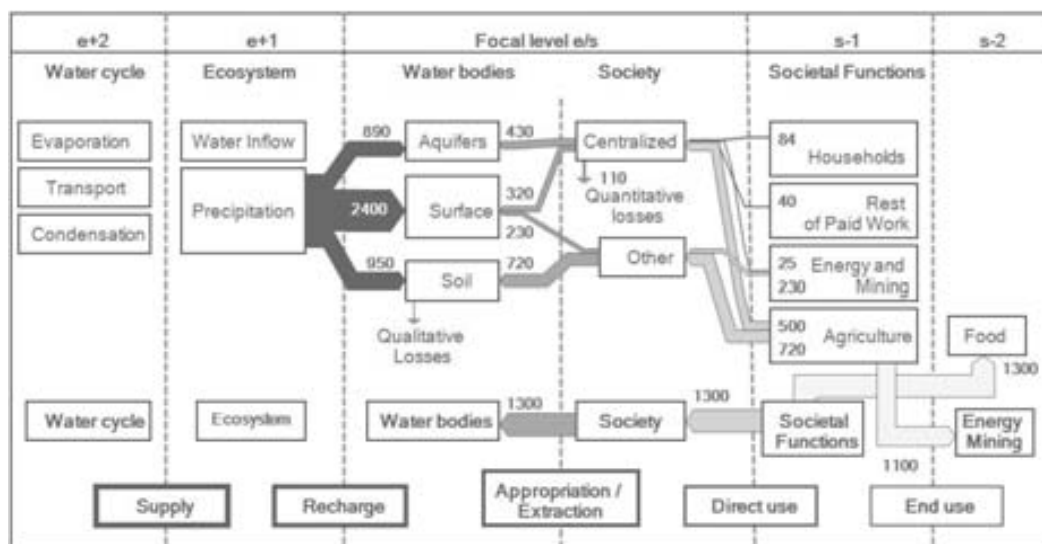 e+2 e+1 Focal level e/s s-1 s-2
Water cycle Ecosystem Water bodies Society Societal Functions
Evaporation Water Inflow 890 Aquifers 430 Centralized 84
Households
Transport
Precipitation 2400 Surface 320 110
Quantitative
losses
40 Rest
of Paid Work
Condensation
230
950 Soil 720 Other 25 Energy and
230 Mining
Qualitative
Losses
500 Agriculture
720
Food
1300
Water cycle Ecosystem Water bodies 1300 Society 1300 Societal
Functions
Energy
Mining
1100
Supply Recharge Appropriation /
Extraction
Direct use End use